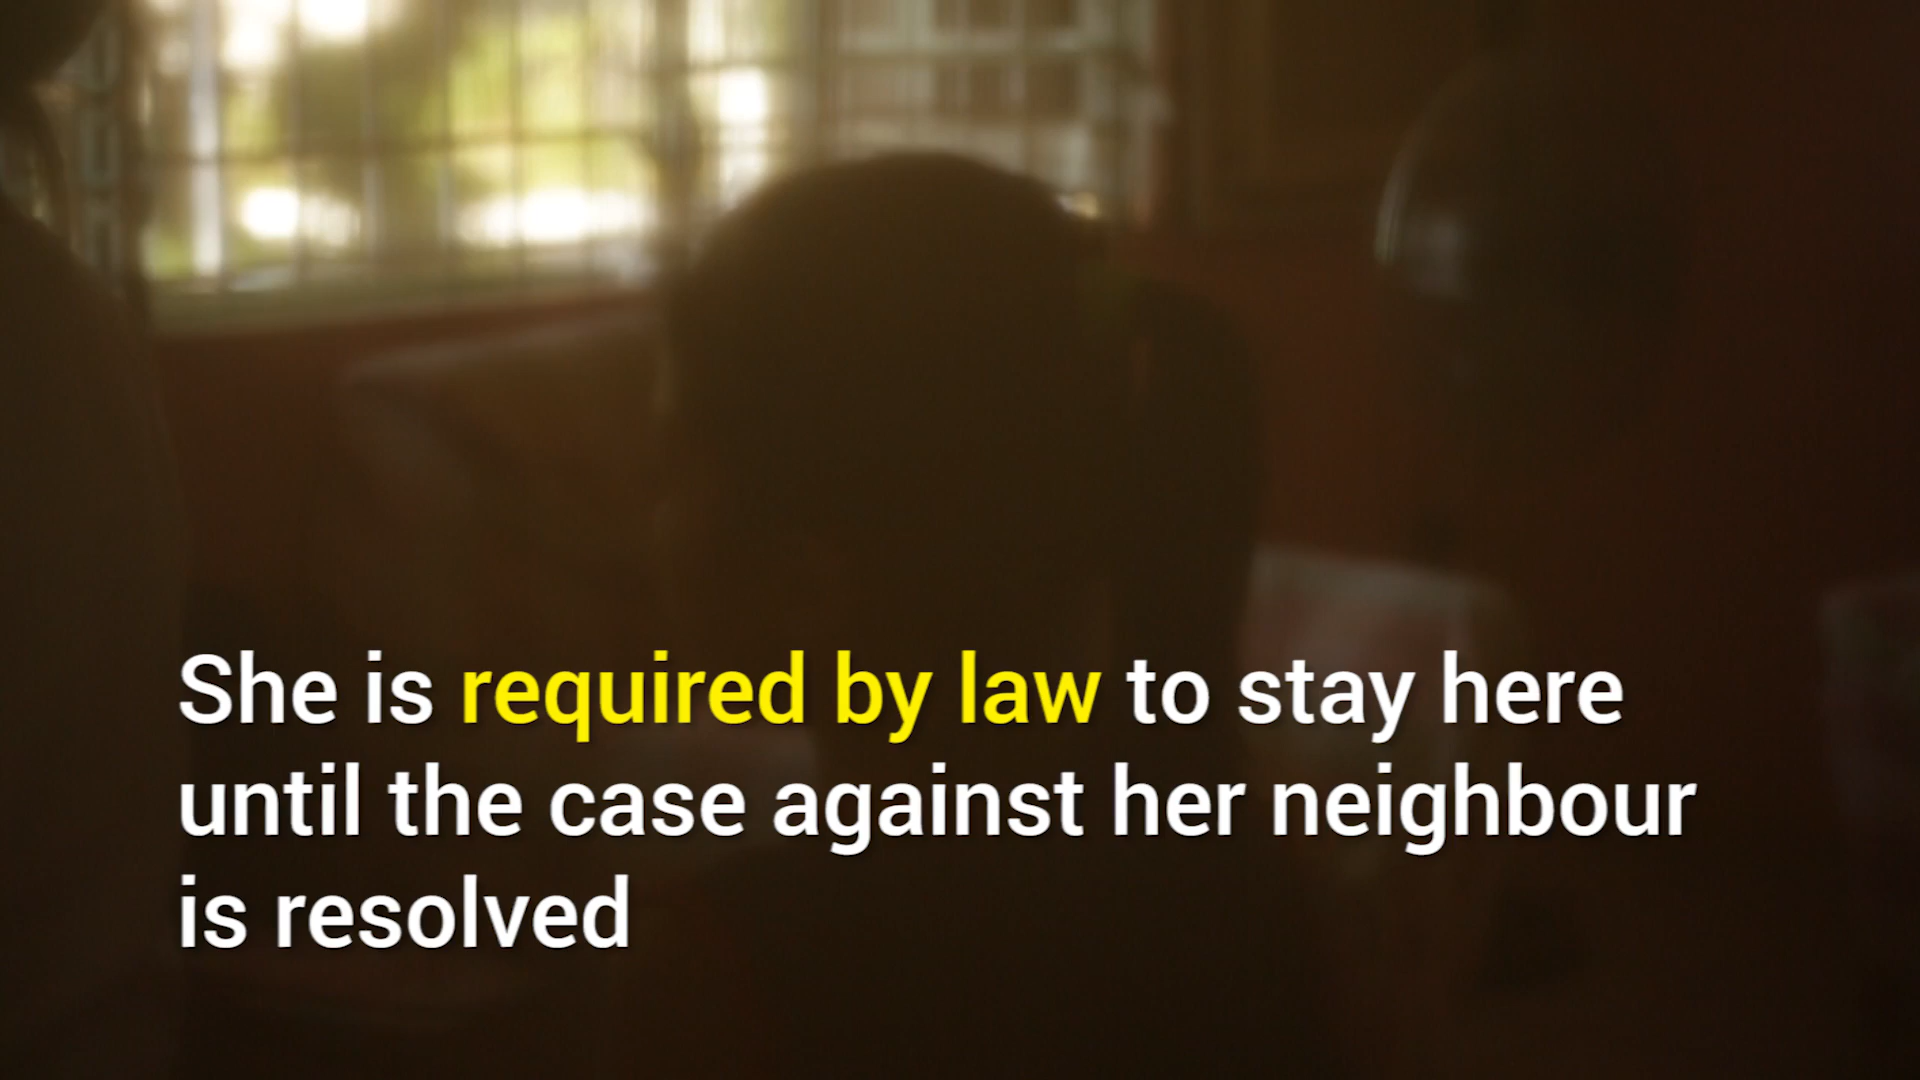 She is required by law to stay here
until the case against her neighbour
is resolved